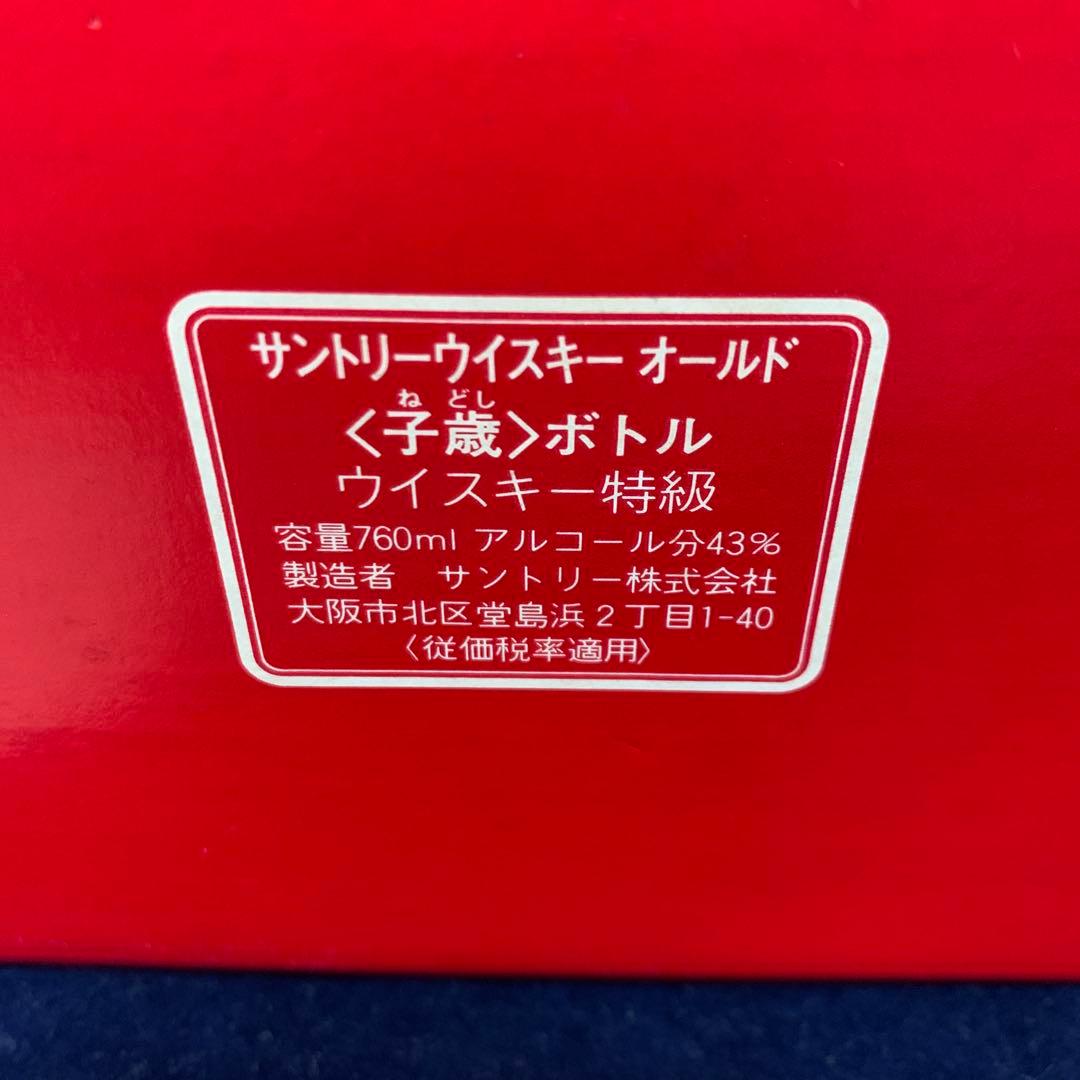 サントリーウイスキー オールド
ね どし
〈子歳〉ボトル
ウイスキー特級
容量760ml アルコール分43%
製造者 サントリー株式会社
大阪市北区堂島浜2丁目1-40
〈従価税率適用〉